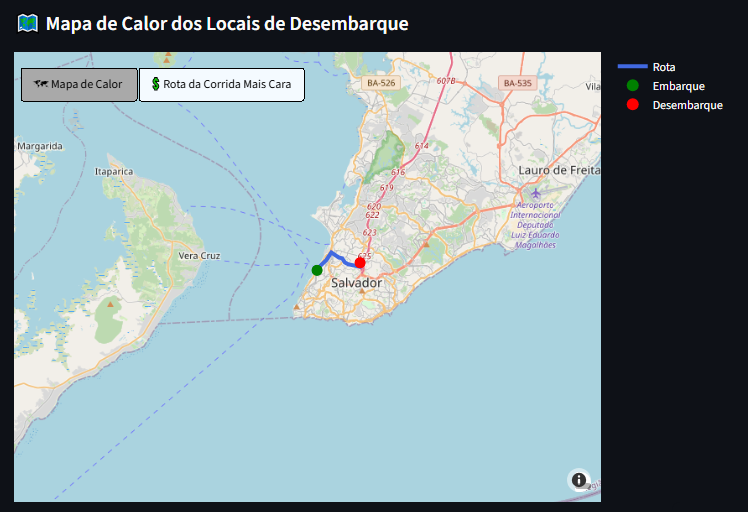 Mapa de Calor dos Locais de Desembarque
Mapa de Calor
Rota da Corrida Mais Cara
Rota
Embarque
Desembarque
BA-526
607B
BA-535
Vila
Margarida
614
Itaparica
616
Lauro de Freita
619
620
622
Aeroporto
Internacional
Deputado
Luiz Eduardo
Magalhães
623
Vera Cruz
Salvador